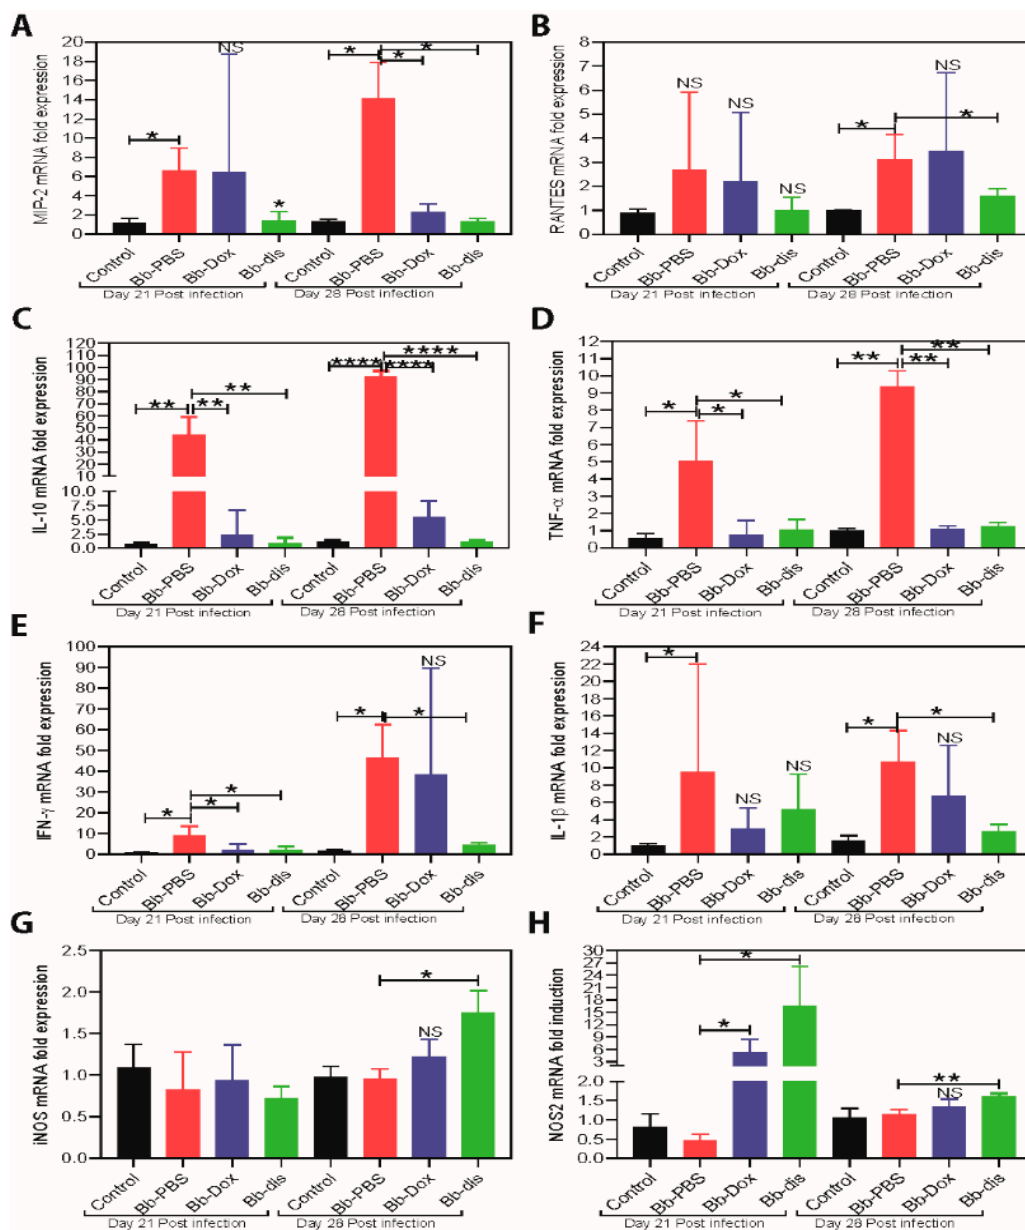 A
MIP-2 mRNA fold expression
20
18
16
14
12
10
8
6
4
2
0
*
NS
*
*
*
*
Control
Bb-PBS
Bb-Dox
Bb-dis
Control
Bb-PBS
Bb-Dox
Bb-dis
Day 21 Post infection
Day 28 Post infection
B
RANTES mRNA fold expression
8
7
6
5
4
3
2
1
0
NS
NS
NS
*
NS
*
Control
Bb-PBS
Bb-Dox
Bb-dis
Control
Bb-PBS
Bb-Dox
Bb-dis
Day 21 Post infection
Day 28 Post infection
C
IL-10 mRNA fold expression
120
110
100
90
80
70
60
50
40
30
20
10
10.0
7.5
5.0
2.5
0.0
**
**
**
****
****
****
Control
Bb-PBS
Bb-Dox
Bb-dis
Control
Bb-PBS
Bb-Dox
Bb-dis
Day 21 Post infection
Day 28 Post infection
D
TNF-α mRNA fold expression
12
11
10
9
8
7
6
5
4
3
2
1
0
*
*
*
**
**
**
Control
Bb-PBS
Bb-Dox
Bb-dis
Control
Bb-PBS
Bb-Dox
Bb-dis
Day 21 Post infection
Day 28 Post infection
E
IFN-γ mRNA fold expression
100
90
80
70
60
50
40
30
20
10
0
*
*
*
*
*
NS
Control
Bb-PBS
Bb-Dox
Bb-dis
Control
Bb-PBS
Bb-Dox
Bb-dis
Day 21 Post infection
Day 28 Post infection
F
IL-1β mRNA fold expression
24
22
20
18
16
14
12
10
8
6
4
2
0
*
NS
NS
*
*
NS
Control
Bb-PBS
Bb-Dox
Bb-dis
Control
Bb-PBS
Bb-Dox
Bb-dis
Day 21 Post infection
Day 28 Post infection
G
iNOS mRNA fold expression
2.5
2.0
1.5
1.0
0.5
0.0
NS
*
Control
Bb-PBS
Bb-Dox
Bb-dis
Control
Bb-PBS
Bb-Dox
Bb-dis
Day 21 Post infection
Day 28 Post infection
H
NOS2 mRNA fold induction
30
27
24
21
18
15
12
9
6
3
2.0
1.5
1.0
0.5
0.0
*
*
**
NS
Control
Bb-PBS
Bb-Dox
Bb-dis
Control
Bb-PBS
Bb-Dox
Bb-dis
Day 21 Post infection
Day 28 Post infection